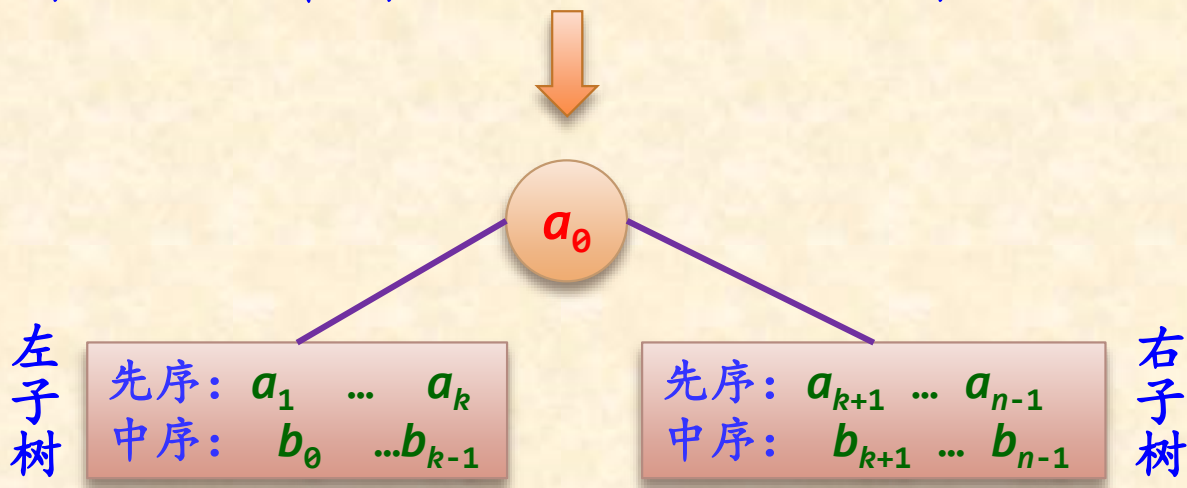 a0
左子树
先序：a1 … ak
中序：b0 …bk-1
先序：ak+1 … an-1
中序：bk+1 … bn-1
右子树